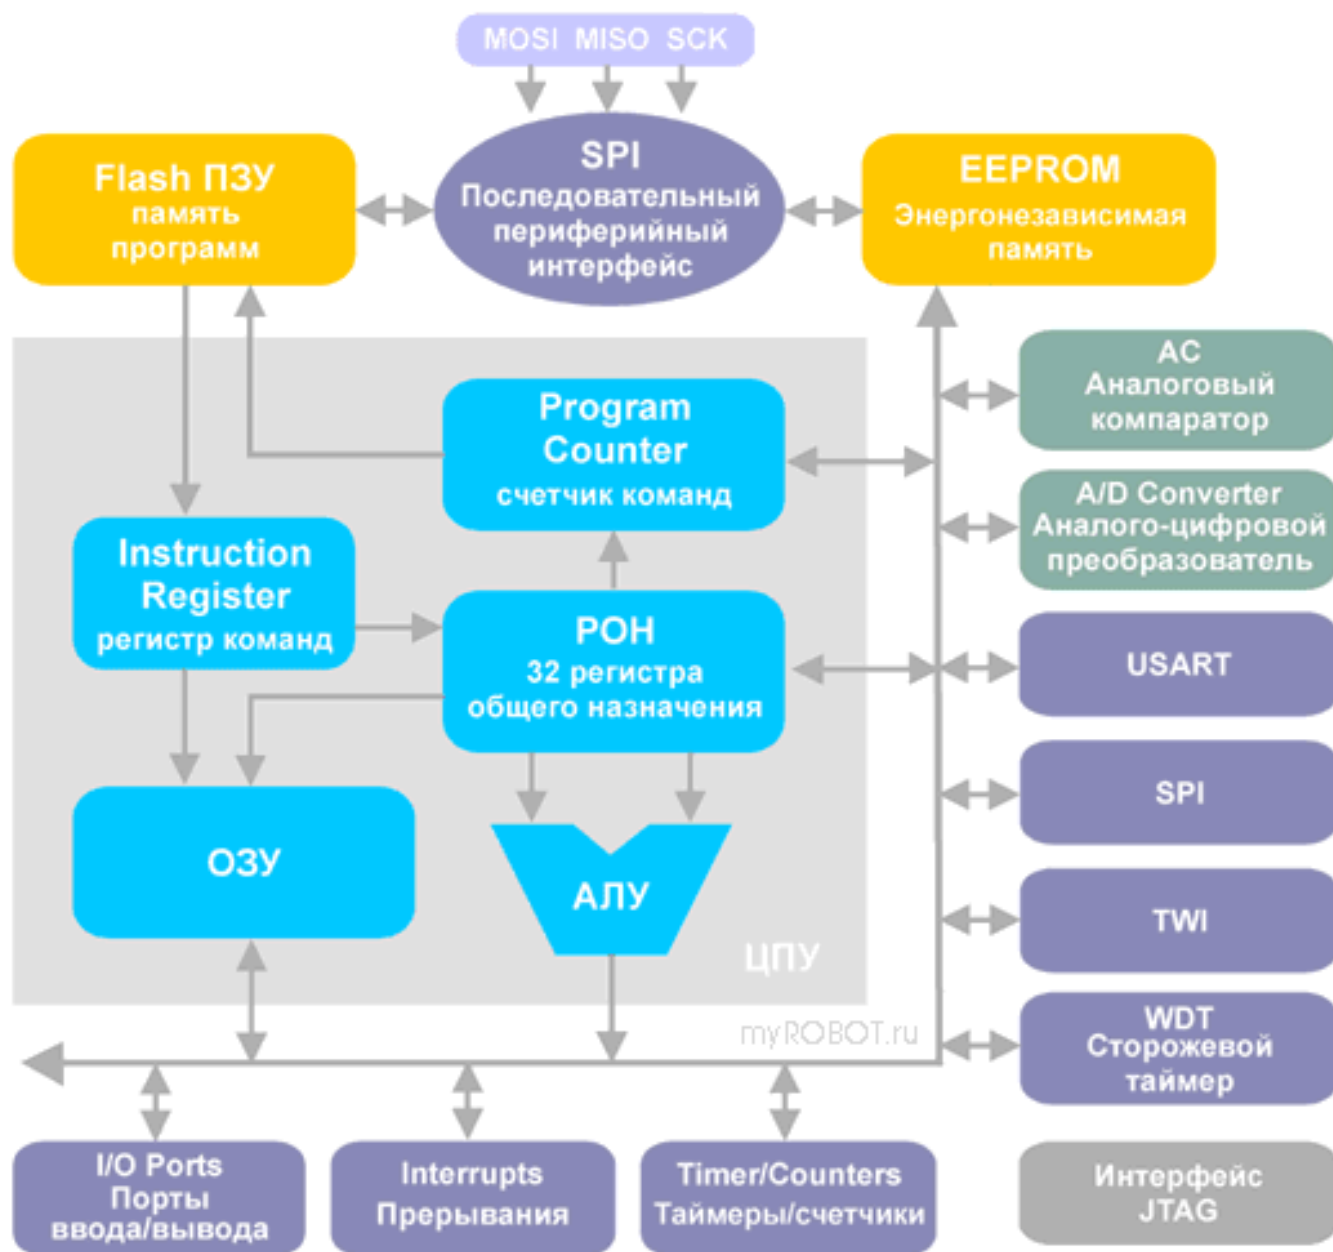 MOSI MISO SCK
SPI
Последовательный
периферийный
интерфейс
Flash ПЗУ
память
программ
EEPROM
Энергонезависимая
память
AC
Аналоговый
компаратор
Program
Counter
счетчик команд
A/D Converter
Аналого-цифровой
преобразователь
Instruction
Register
регистр команд
РОН
32 регистра
общего назначения
USART
SPI
ОЗУ
АЛУ
TWI
ЦПУ
myROBOT.ru
WDT
Сторожевой
таймер
I/O Ports
Порты
ввода/вывода
Interrupts
Прерывания
Timer/Counters
Таймеры/счетчики
Интерфейс
JTAG